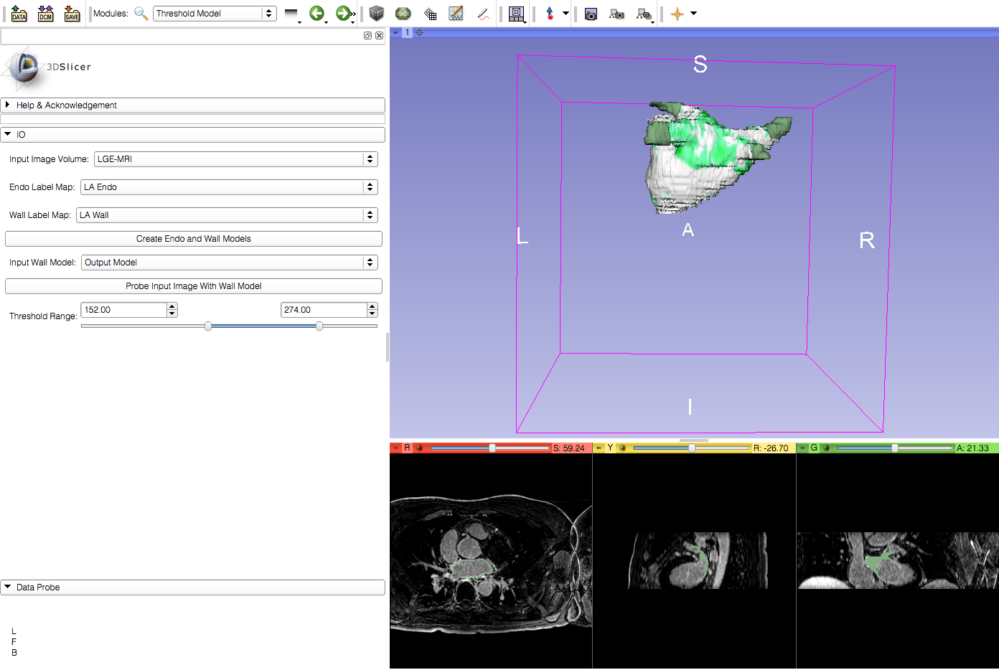 DATA DCM SAVE Modules: Threshold Model
1
3DSlicer
Help & Acknowledgement
IO
Input Image Volume: LGE-MRI
Endo Label Map: LA Endo
Wall Label Map: LA Wall
Create Endo and Wall Models
Input Wall Model: Output Model
Probe Input Image With Wall Model
Threshold Range: 152.00 274.00
Data Probe
L
F
B
S
A
L
R
I
R S: 59.24
Y R: -26.70
G A: 21.33